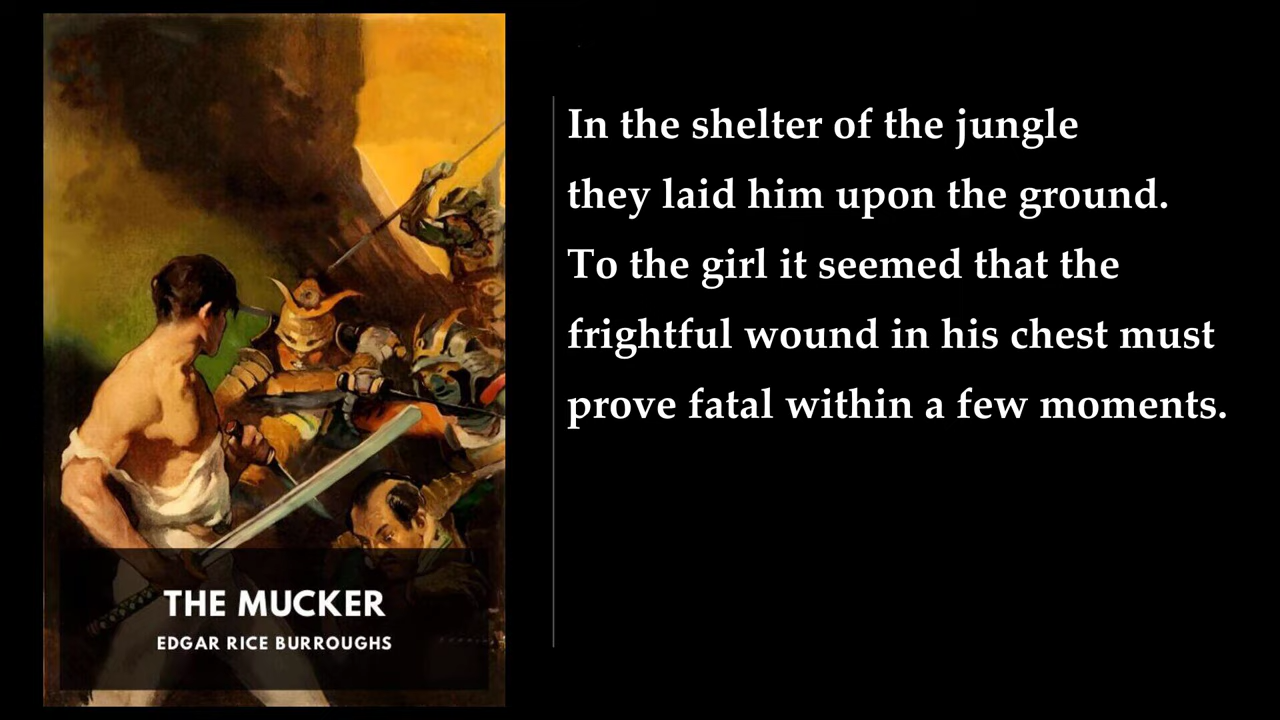 In the shelter of the jungle
they laid him upon the ground.
To the girl it seemed that the
frightful wound in his chest must
prove fatal within a few moments.
THE MUCKER
EDGAR RICE BURROUGHS